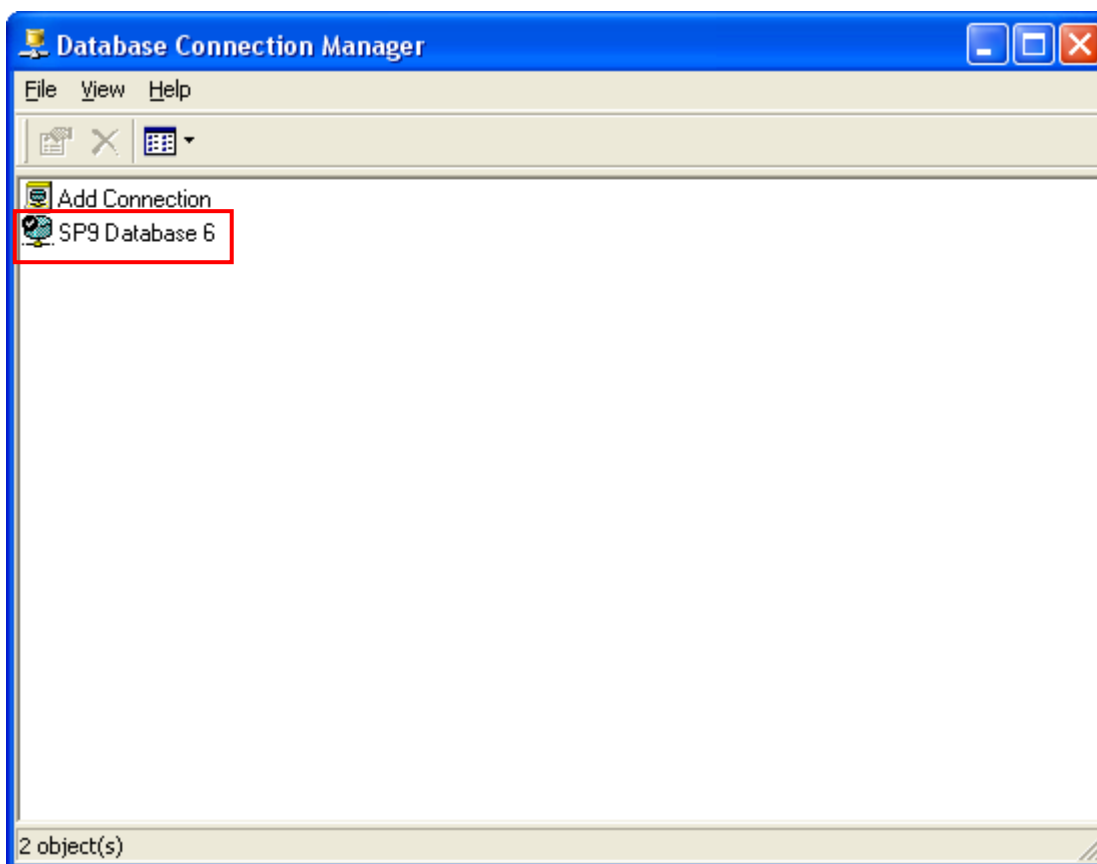 Database Connection Manager
File View Help
Add Connection
SP9 Database 6
2 object(s)